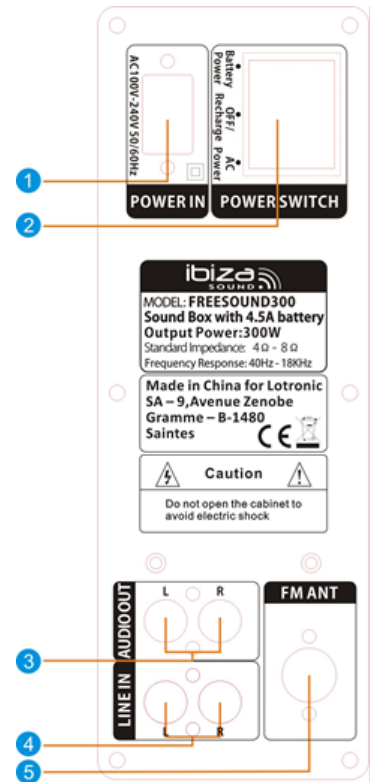 AC100V-240V 50/60Hz
Battery Power
OFF/ Recharge
AC Power
1
POWER IN
POWER SWITCH
2
ibiza
SOUND
MODEL: FREESOUND300
Sound Box with 4.5A battery
Output Power:300W
Standard Impedance: 4Ω - 8Ω
Frequency Response: 40Hz - 18KHz
Made in China for Lotronic
SA – 9,Avenue Zenobe
Gramme – B-1480
Saintes
CE
Caution
Do not open the cabinet to
avoid electric shock
AUDIO OUT
L R
FM ANT
3
LINE IN
L R
4
5